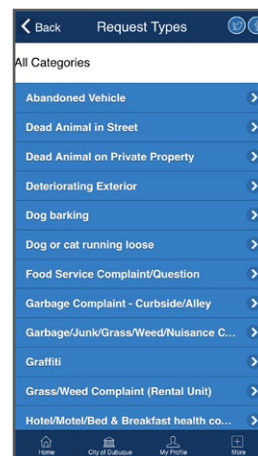 Back Request Types
All Categories
Abandoned Vehicle
Dead Animal in Street
Dead Animal on Private Property
Deteriorating Exterior
Dog barking
Dog or cat running loose
Food Service Complaint/Question
Garbage Complaint - Curbside/Alley
Garbage/Junk/Grass/Weed/Nuisance C...
Graffiti
Grass/Weed Complaint (Rental Unit)
Hotel/Motel/Bed & Breakfast health co...
Home City of Dubuque My Profile More